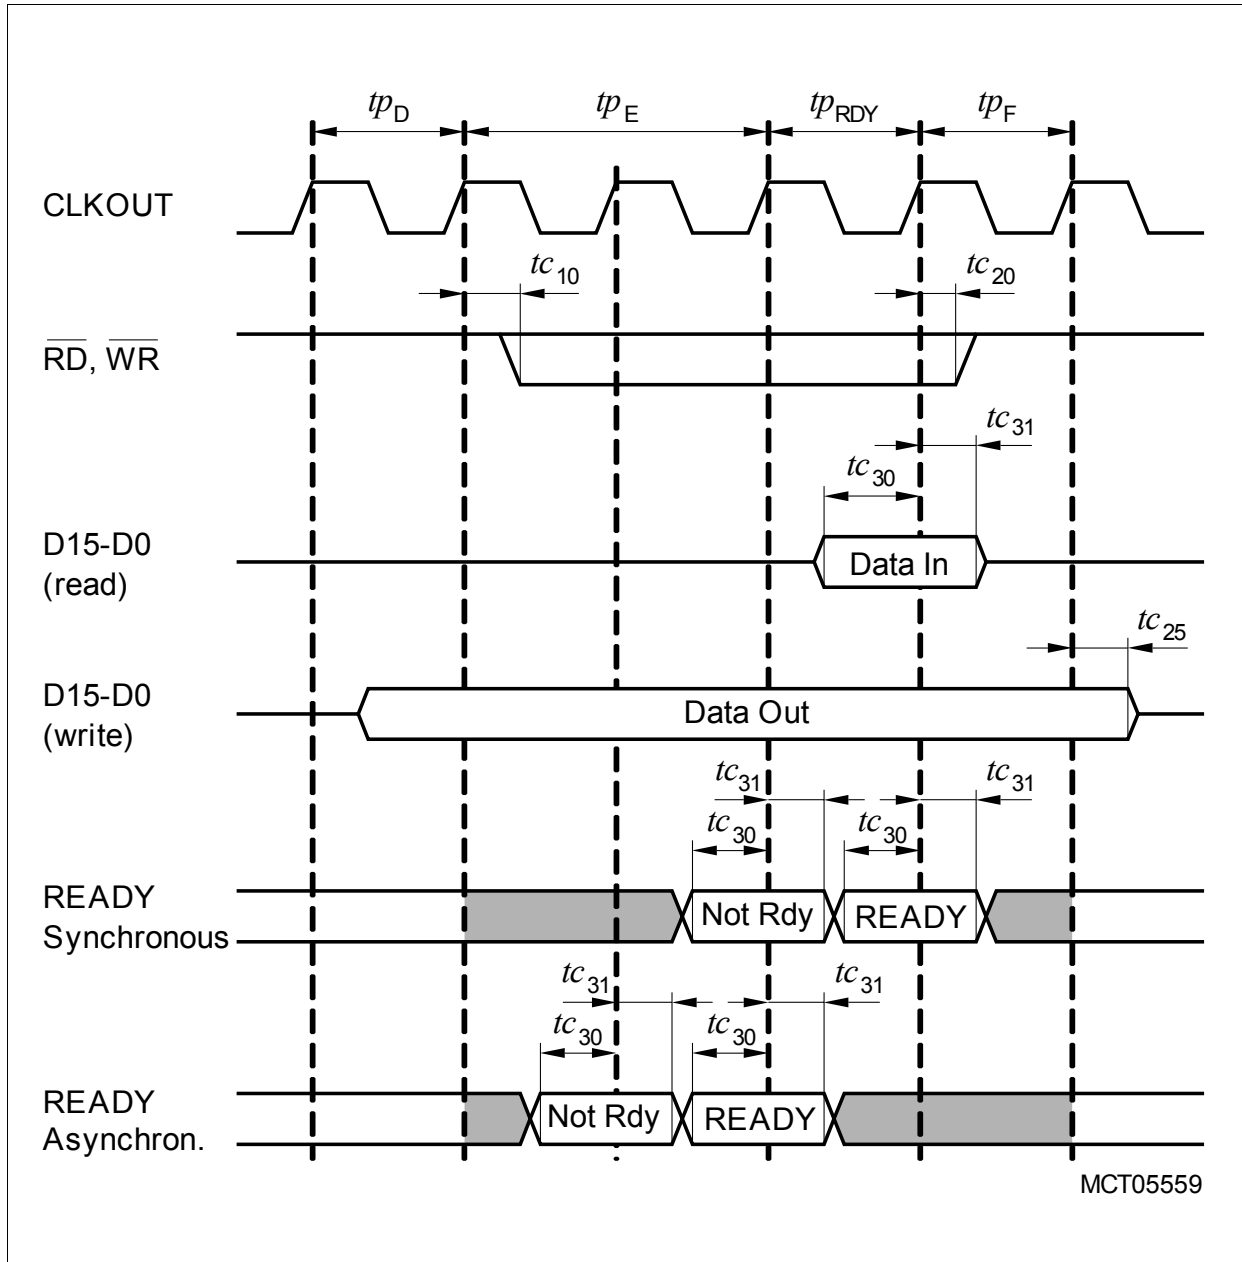 tpD tpE tpRDY tpF
CLKOUT
tc10 tc20
RD, WR
tc31
tc30
D15-D0
(read)
Data In
tc25
D15-D0
(write)
Data Out
tc31 tc31
tc30 tc30
READY
Synchronous
Not Rdy READY
tc31 tc31
tc30 tc30
READY
Asynchron.
Not Rdy READY
MCT05559